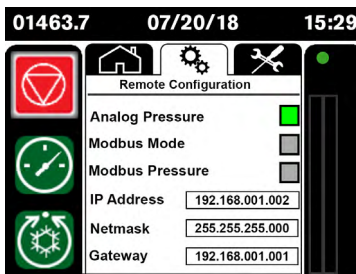 01463.7 07/20/18 15:29
Remote Configuration
Analog Pressure
Modbus Mode
Modbus Pressure
IP Address 192.168.001.002
Netmask 255.255.255.000
Gateway 192.168.001.001